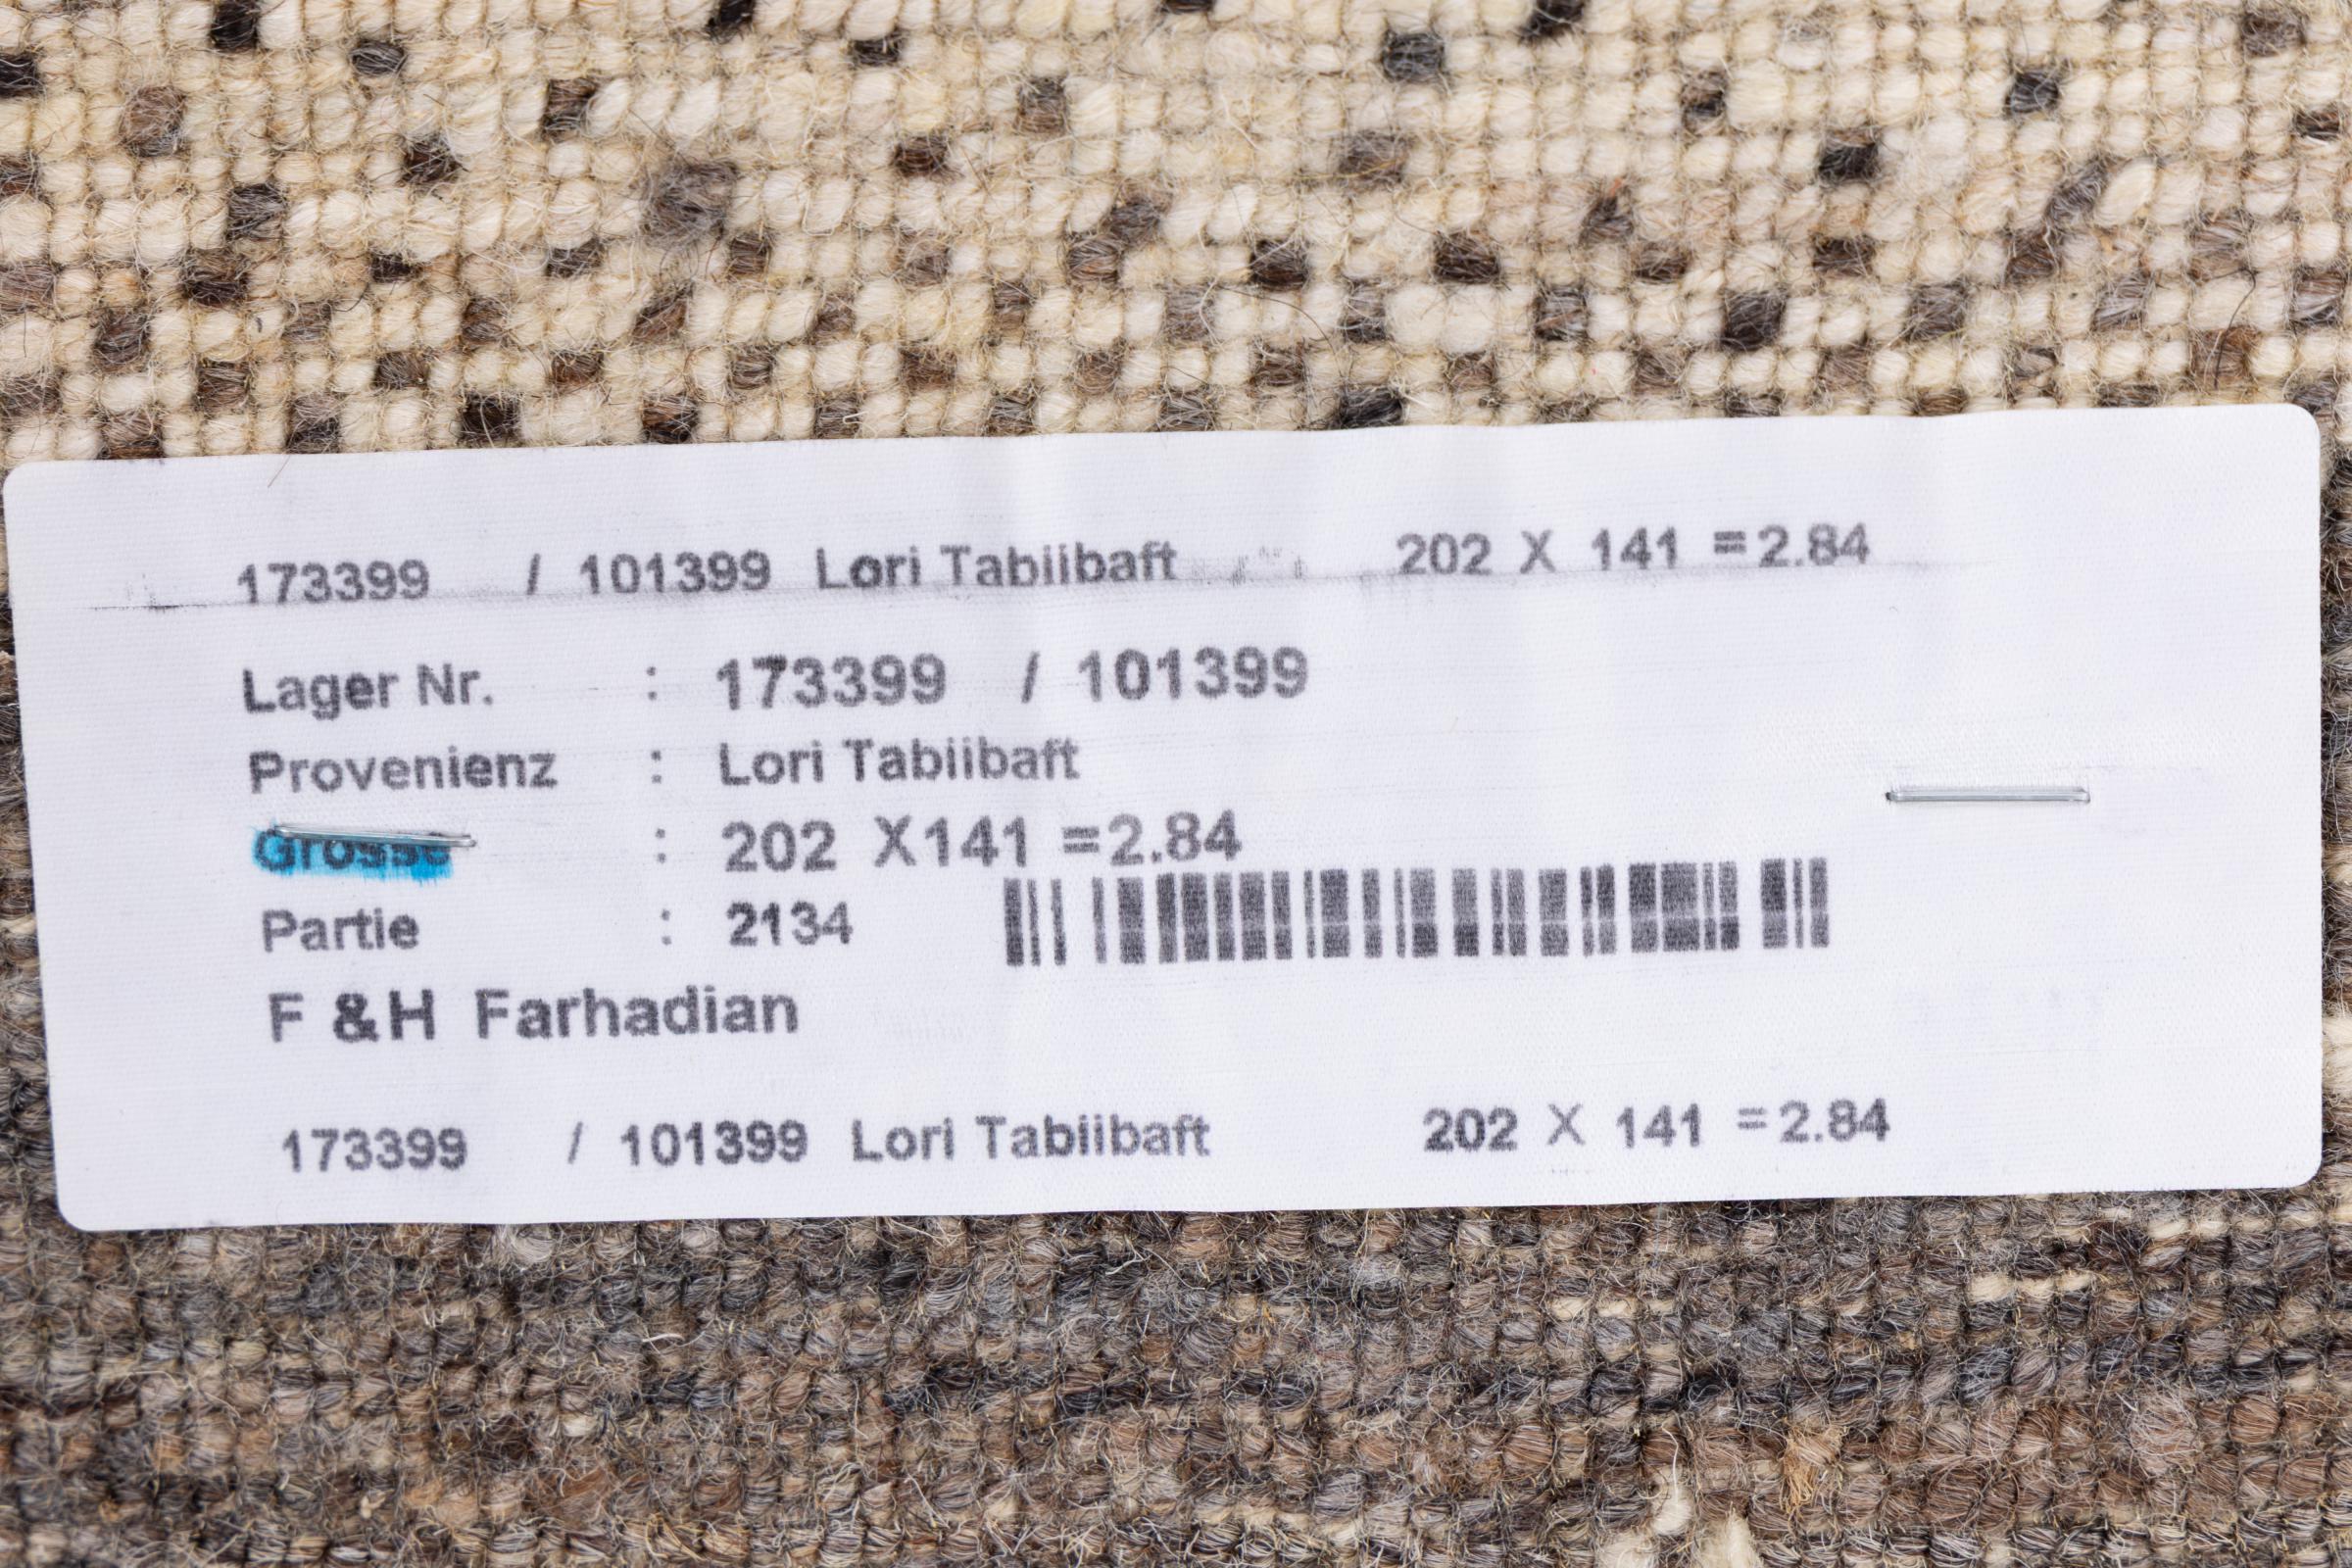 173399 / 101399 Lori Tabiibaft 202 X 141 =2.84
Lager Nr. : 173399 / 101399
Provenienz : Lori Tabiibaft
Grosse : 202 X141 =2.84
Partie : 2134
F &H Farhadian
173399 / 101399 Lori Tabiibaft 202 X 141 =2.84